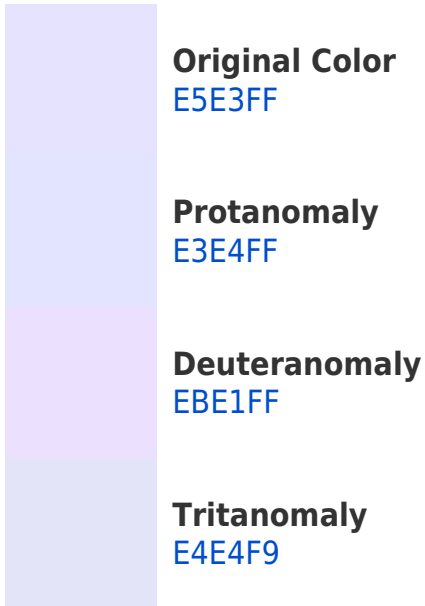 Original Color
E5E3FF
Protanomaly
E3E4FF
Deuteranomaly
EBE1FF
Tritanomaly
E4E4F9